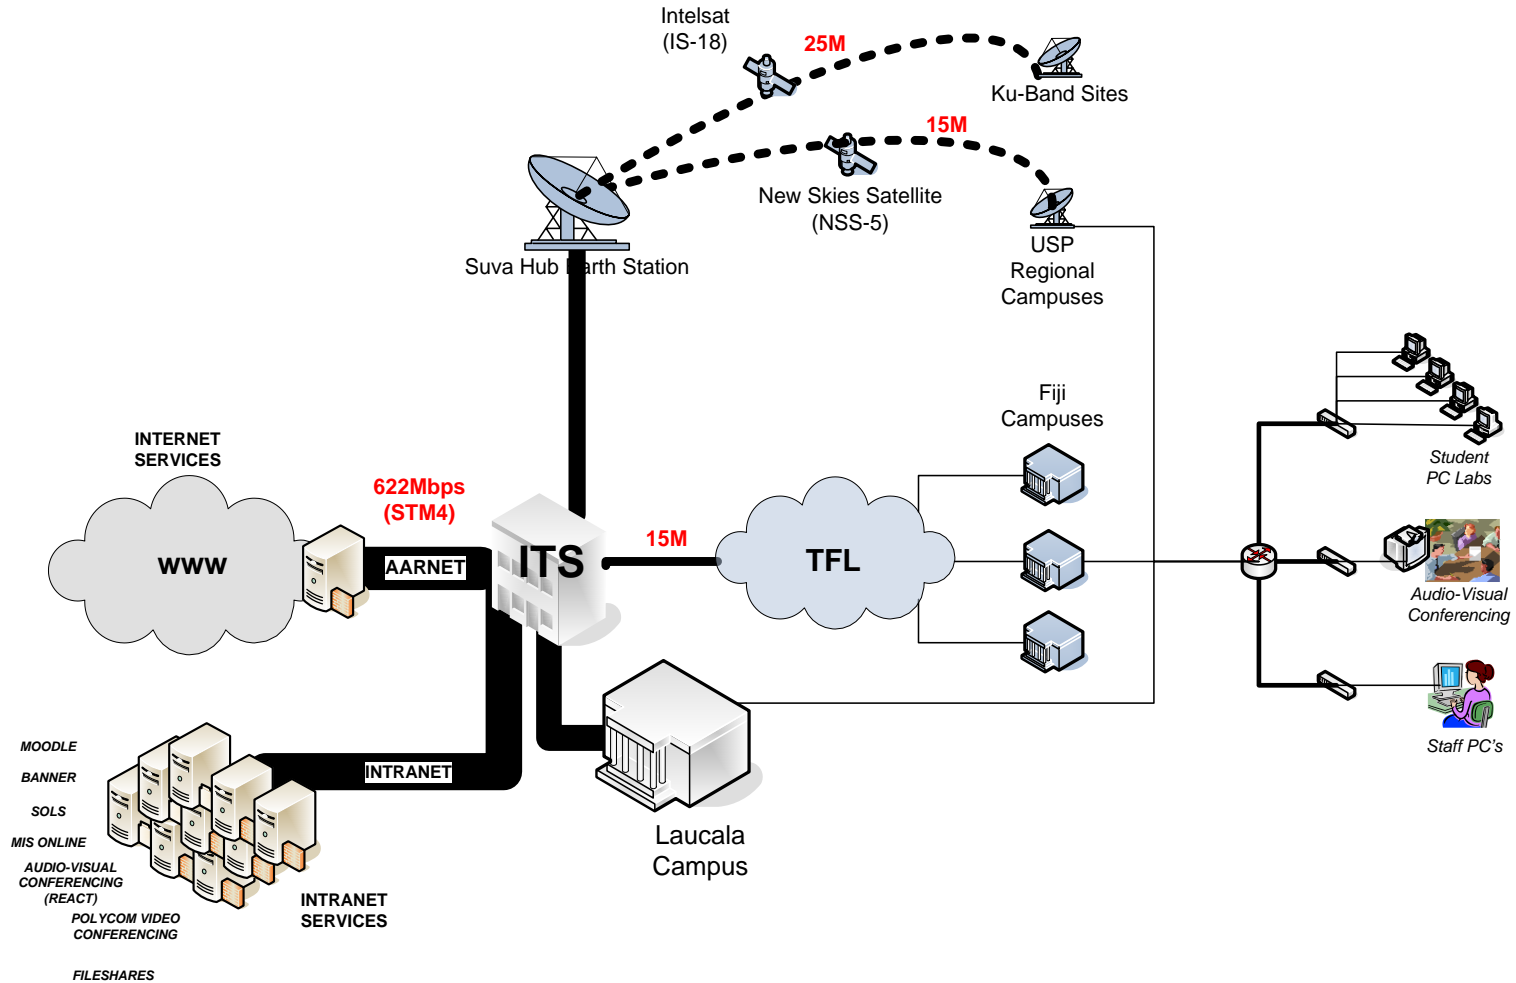 Intelsat
(IS-18)
25M
Ku-Band Sites
15M
New Skies Satellite
(NSS-5)
USP
Regional
Campuses
Suva Hub Earth Station
Student
PC Labs
Fiji
Campuses
INTERNET
SERVICES
622Mbps
(STM4)
www
AARNET
ITS
15M
TFL
Audio-Visual
Conferencing
Staff PC's
INTRANET
Laucala
Campus
MOODLE
BANNER
SOLS
MIS ONLINE
AUDIO-VISUAL
CONFERENCING
(REACT)
POLYCOM VIDEO
CONFERENCING
FILESHARES
INTRANET
SERVICES